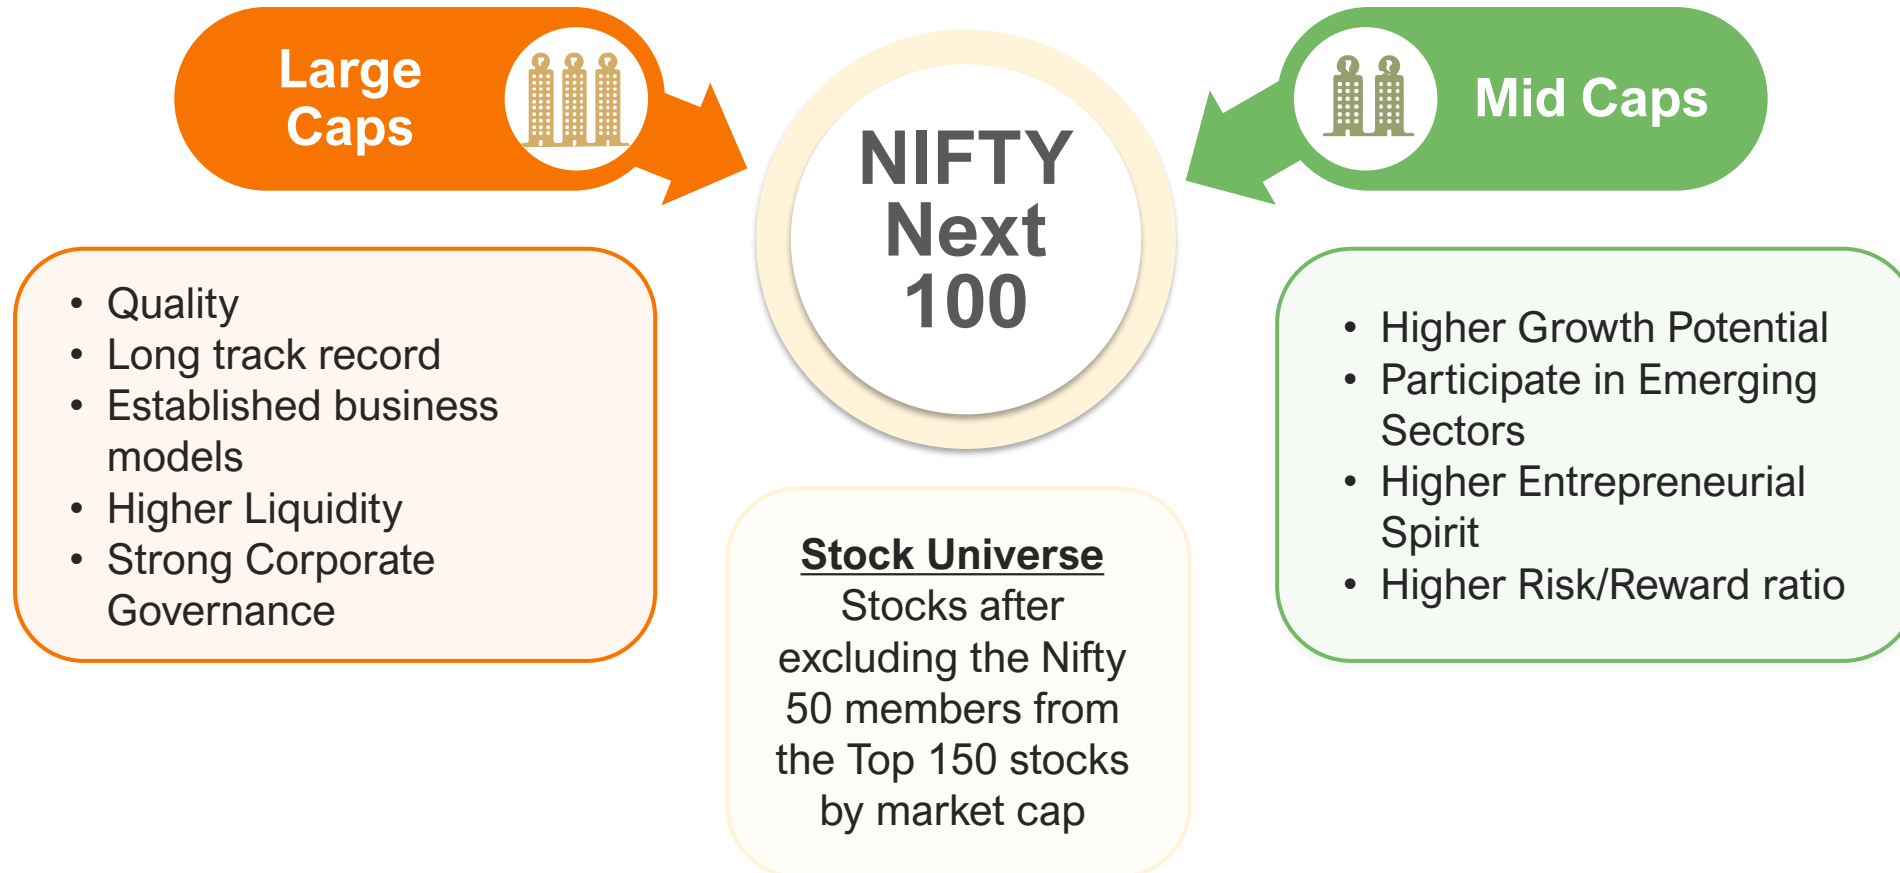 Large
Caps
NIFTY
Next
100
Mid Caps
• Quality
• Long track record
• Established business
models
• Higher Liquidity
• Strong Corporate
Governance
Stock Universe
Stocks after
excluding the Nifty
50 members from
the Top 150 stocks
by market cap
• Higher Growth Potential
• Participate in Emerging
Sectors
• Higher Entrepreneurial
Spirit
• Higher Risk/Reward ratio